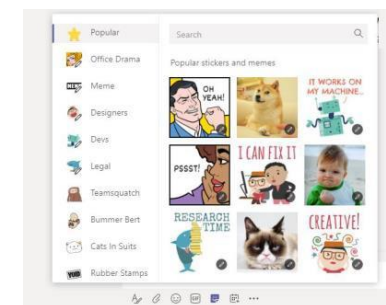 Popular
Office Drama
Meme
Designers
Devs
Legal
Teamsquatch
Bummer Bert
Cats In Suits
Rubber Stamps
Search
Popular stickers and memes
OH
YEAH!
IT WORKS ON
MY MACHINE...
PSSST!
I CAN FIX IT
RESEARCH
TIME
CREATIVE!
GIF